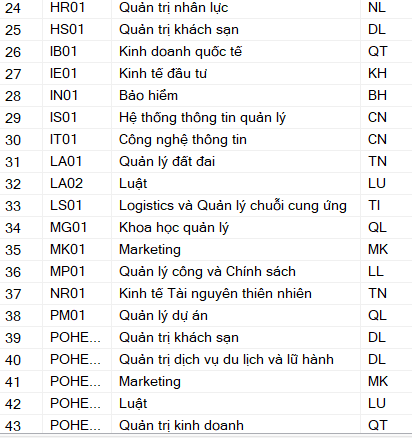 24 HR01 Quản trị nhân lực NL
25 HS01 Quản trị khách sạn DL
26 IB01 Kinh doanh quốc tế QT
27 IE01 Kinh tế đầu tư KH
28 IN01 Bảo hiểm BH
29 IS01 Hệ thống thông tin quản lý CN
30 IT01 Công nghệ thông tin CN
31 LA01 Quản lý đất đai TN
32 LA02 Luật LU
33 LS01 Logistics và Quản lý chuỗi cung ứng TI
34 MG01 Khoa học quản lý QL
35 MK01 Marketing MK
36 MP01 Quản lý công và Chính sách LL
37 NR01 Kinh tế Tài nguyên thiên nhiên TN
38 PM01 Quản lý dự án QL
39 POHE... Quản trị khách sạn DL
40 POHE... Quản trị dịch vụ du lịch và lữ hành DL
41 POHE... Marketing MK
42 POHE... Luật LU
43 POHE... Quản trị kinh doanh QT